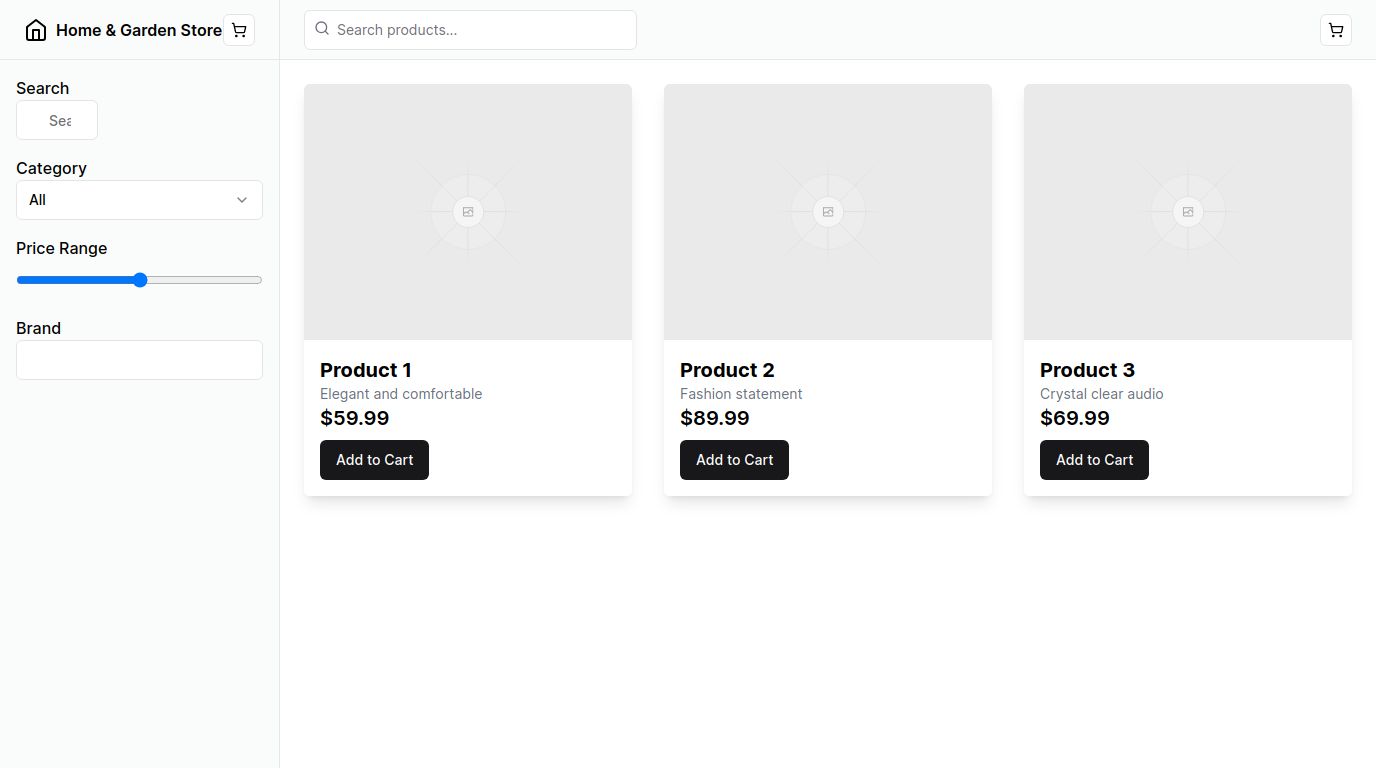 Home & Garden Store
Search products...
Search
Sea
Category
All
Price Range
Brand
Product 1
Elegant and comfortable
$59.99
Add to Cart
Product 2
Fashion statement
$89.99
Add to Cart
Product 3
Crystal clear audio
$69.99
Add to Cart